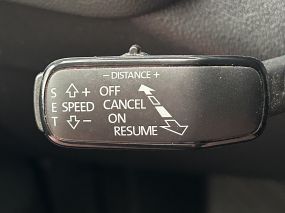 − DISTANCE +
S + OFF
E SPEED CANCEL
T − ON
RESUME